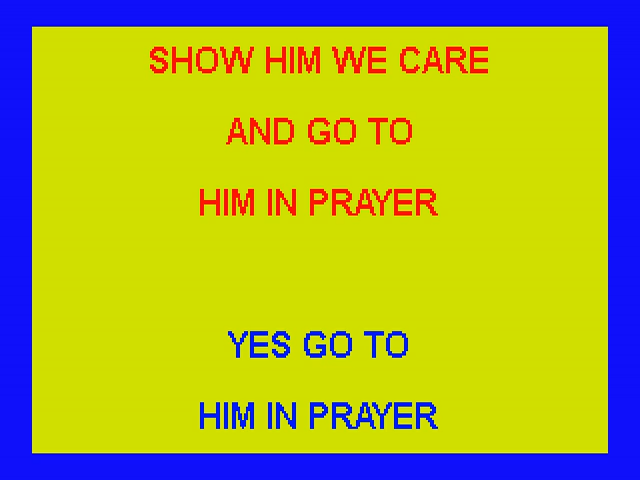 SHOW HIM WE CARE
AND GO TO
HIM IN PRAYER
YES GO TO
HIM IN PRAYER